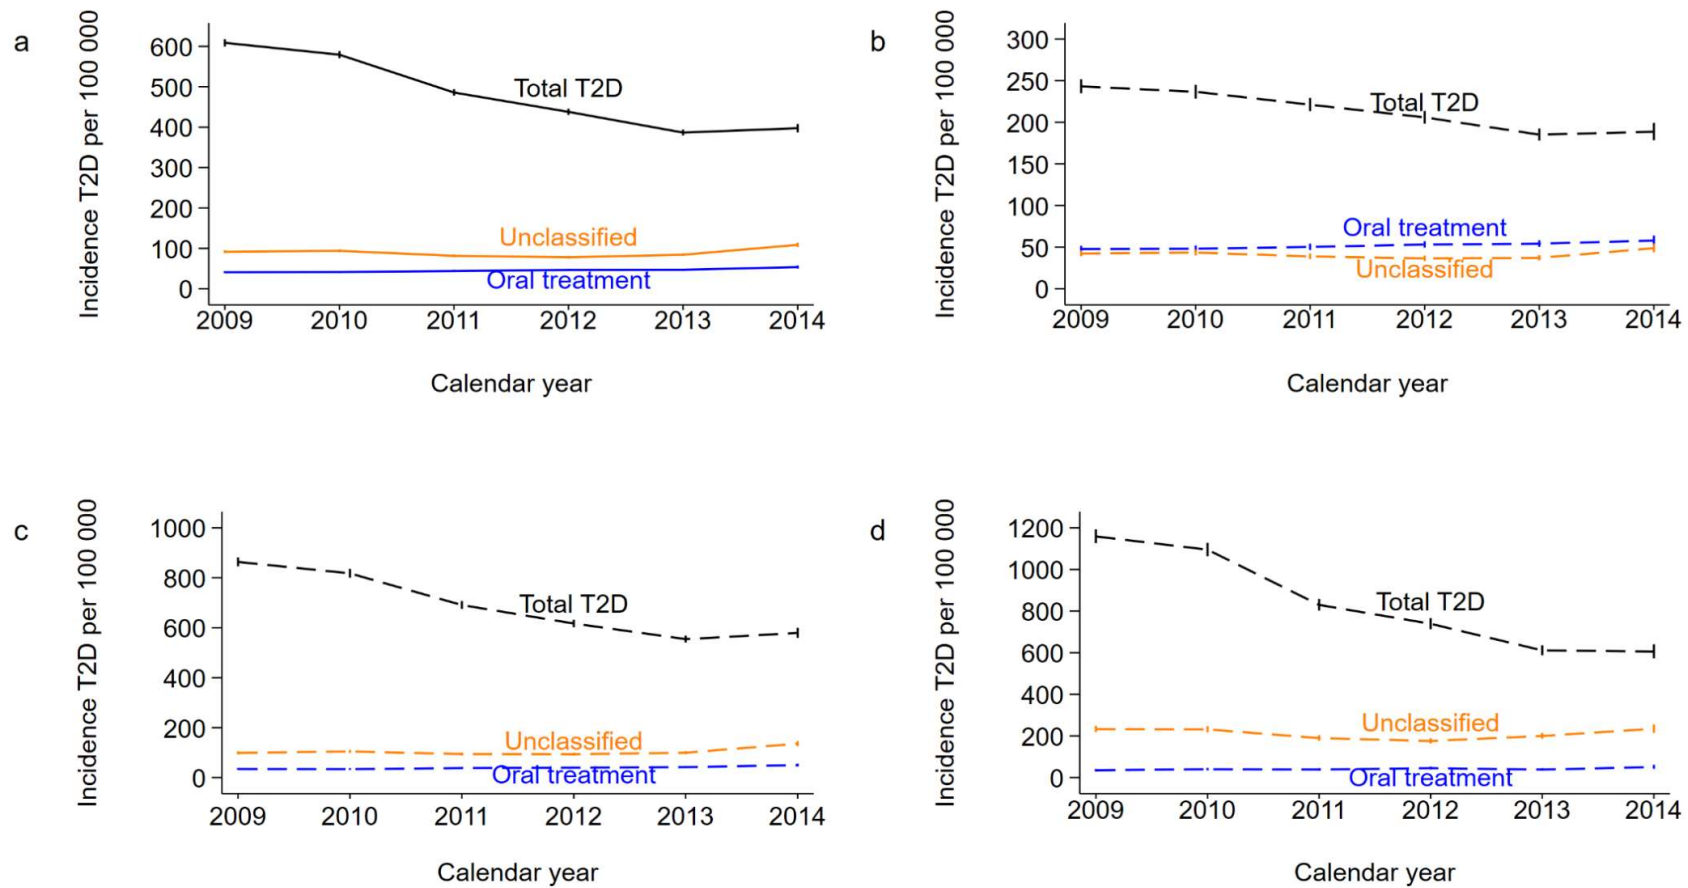 a
Incidence T2D per 100 000
600
500
400
300
200
100
0
Total T2D
Unclassified
Oral treatment
2009 2010 2011 2012 2013 2014
Calendar year
b
Incidence T2D per 100 000
300
250
200
150
100
50
0
Total T2D
Oral treatment
Unclassified
2009 2010 2011 2012 2013 2014
Calendar year
c
Incidence T2D per 100 000
1000
800
600
400
200
0
Total T2D
Unclassified
Oral treatment
2009 2010 2011 2012 2013 2014
Calendar year
d
Incidence T2D per 100 000
1200
1000
800
600
400
200
0
Total T2D
Unclassified
Oral treatment
2009 2010 2011 2012 2013 2014
Calendar year